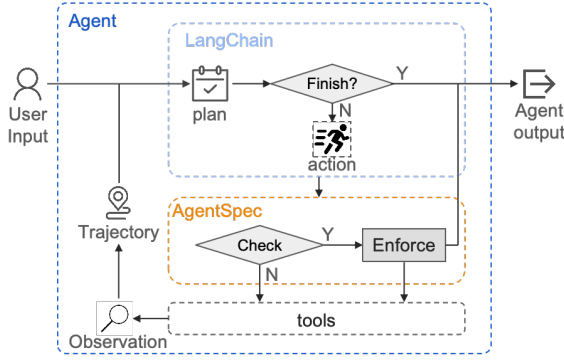 Agent
LangChain
Finish?
Y
N
User
Input
plan
action
Agent
output
AgentSpec
Trajectory
Check
Y
Enforce
N
tools
Observation